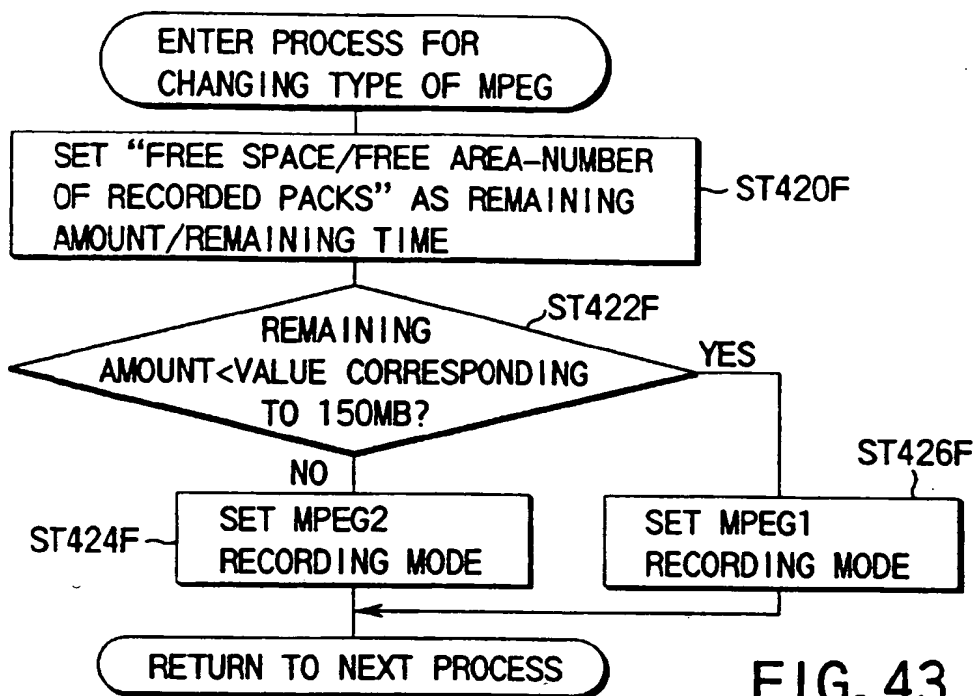 ENTER PROCESS FOR
CHANGING TYPE OF MPEG
SET “FREE SPACE/FREE AREA-NUMBER
OF RECORDED PACKS” AS REMAINING
AMOUNT/REMAINING TIME
ST420F
ST422F
REMAINING
AMOUNT<VALUE CORRESPONDING
TO 150MB?
YES
NO
ST426F
ST424F
SET MPEG2
RECORDING MODE
SET MPEG1
RECORDING MODE
RETURN TO NEXT PROCESS
FIG. 43